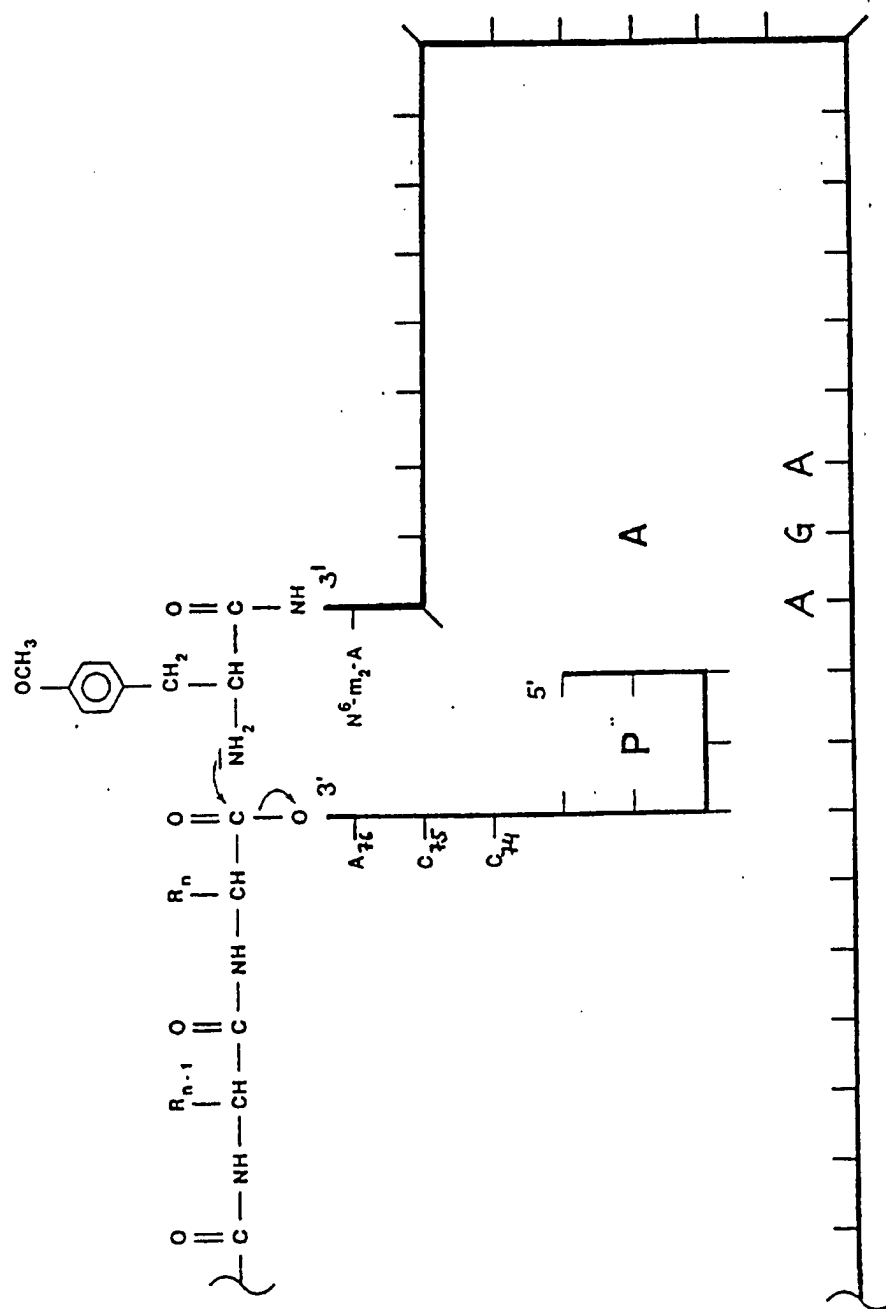 OCH₃
O Rₙ₋₁ O Rₙ O CH₂ O
— C — NH — CH — C — NH — CH — C NH₂ — CH — C
O NH
3' 3'
A₇₆ N⁶-m₂-A
C₇₅
C₇₄
5'
P A
A G A